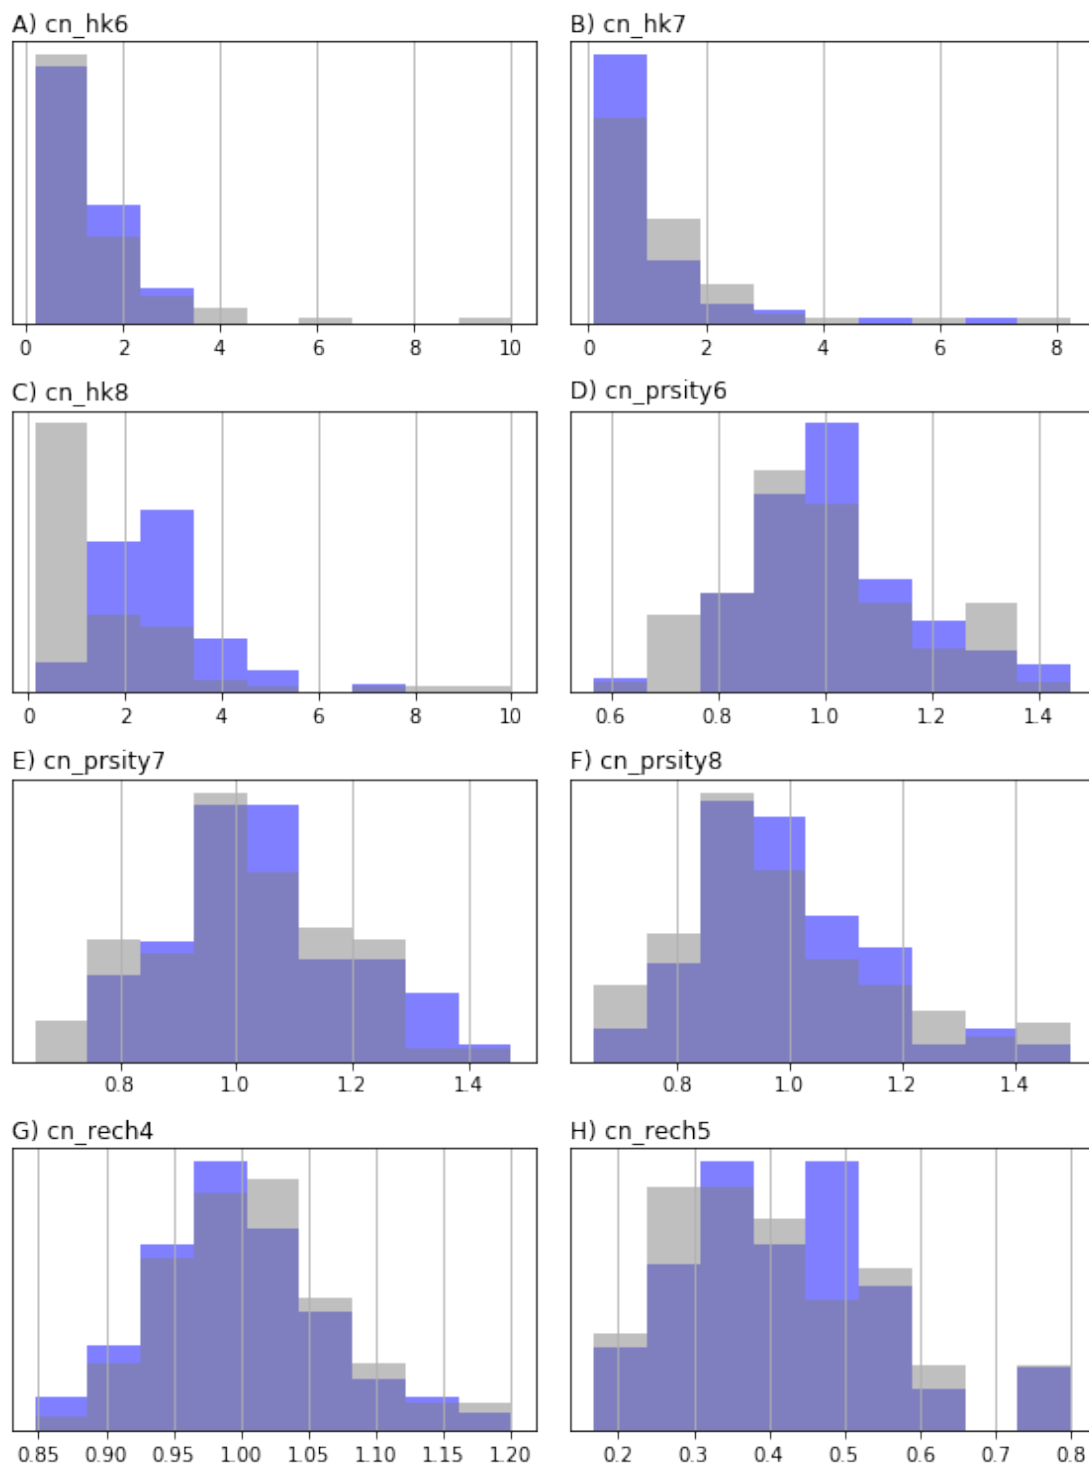 A) cn_hk6
B) cn_hk7
0 2 4 6 8 10
0 2 4 6 8
C) cn_hk8
D) cn_prsity6
0 2 4 6 8 10
0.6 0.8 1.0 1.2 1.4
E) cn_prsity7
F) cn_prsity8
0.8 1.0 1.2 1.4
0.8 1.0 1.2 1.4
G) cn_rech4
H) cn_rech5
0.85 0.90 0.95 1.00 1.05 1.10 1.15 1.20
0.2 0.3 0.4 0.5 0.6 0.7 0.8